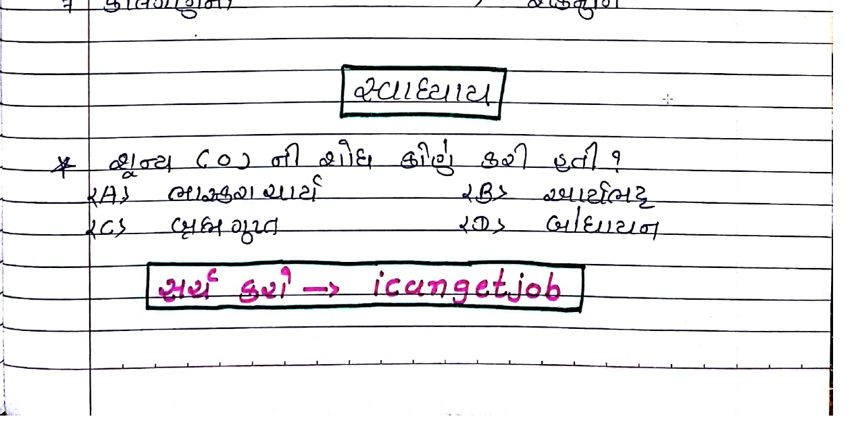 સ્વાધ્યાય
* શૂન્ય (0) ની શોધ કોણે કરી હતી ?
(A) ભાસ્કરાચાર્ય (B) આર્યભટ્ટ
(C) બ્રહ્મગુપ્ત (D) બૌધાયન
સર્ચ કરો → icangetjob